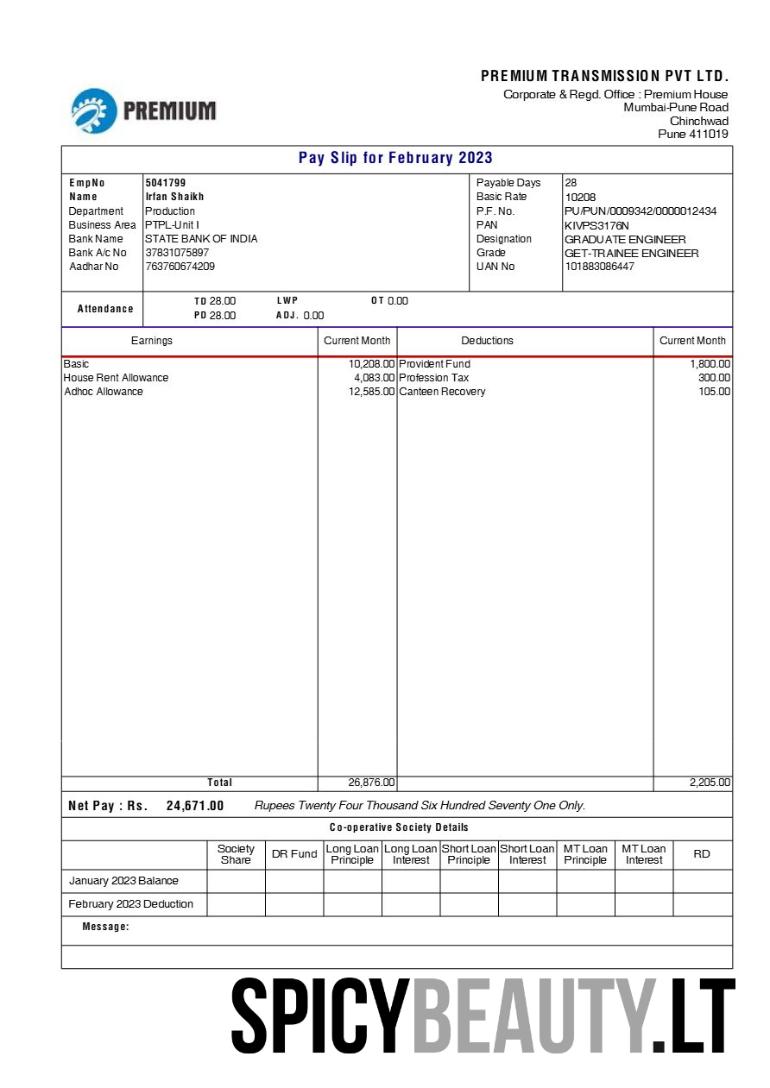 PREMIUM TRANSMISSION PVT LTD.
Corporate & Regd. Office : Premium House
Mumbai-Pune Road
Chinchwad
Pune 411019
PREMIUM
Pay Slip for February 2023
EmpNo 5041799 Payable Days 28
Name Irfan Shaikh Basic Rate 10208
Department Production P.F. No. PU/PUN/0009342/0000012434
Business Area PTPL-Unit I PAN KIVPS3176N
Bank Name STATE BANK OF INDIA Designation GRADUATE ENGINEER
Bank A/c No 37831075897 Grade GET-TRAINEE ENGINEER
Aadhar No 763760674209 UAN No 101883086447
Attendance
TD 28.00 LWP OT 0.00
PD 28.00 ADJ. 0.00
Earnings Current Month Deductions Current Month
Basic 10,208.00 Provident Fund 1,800.00
House Rent Allowance 4,083.00 Profession Tax 300.00
Adhoc Allowance 12,585.00 Canteen Recovery 105.00
Total 26,876.00 2,205.00
Net Pay : Rs. 24,671.00 Rupees Twenty Four Thousand Six Hundred Seventy One Only.
Co-operative Society Details
Society Share DR Fund Long Loan Principle Long Loan Interest Short Loan Principle Short Loan Interest MT Loan Principle MT Loan Interest RD
January 2023 Balance
February 2023 Deduction
Message:
SPICYBEAUTY.LT